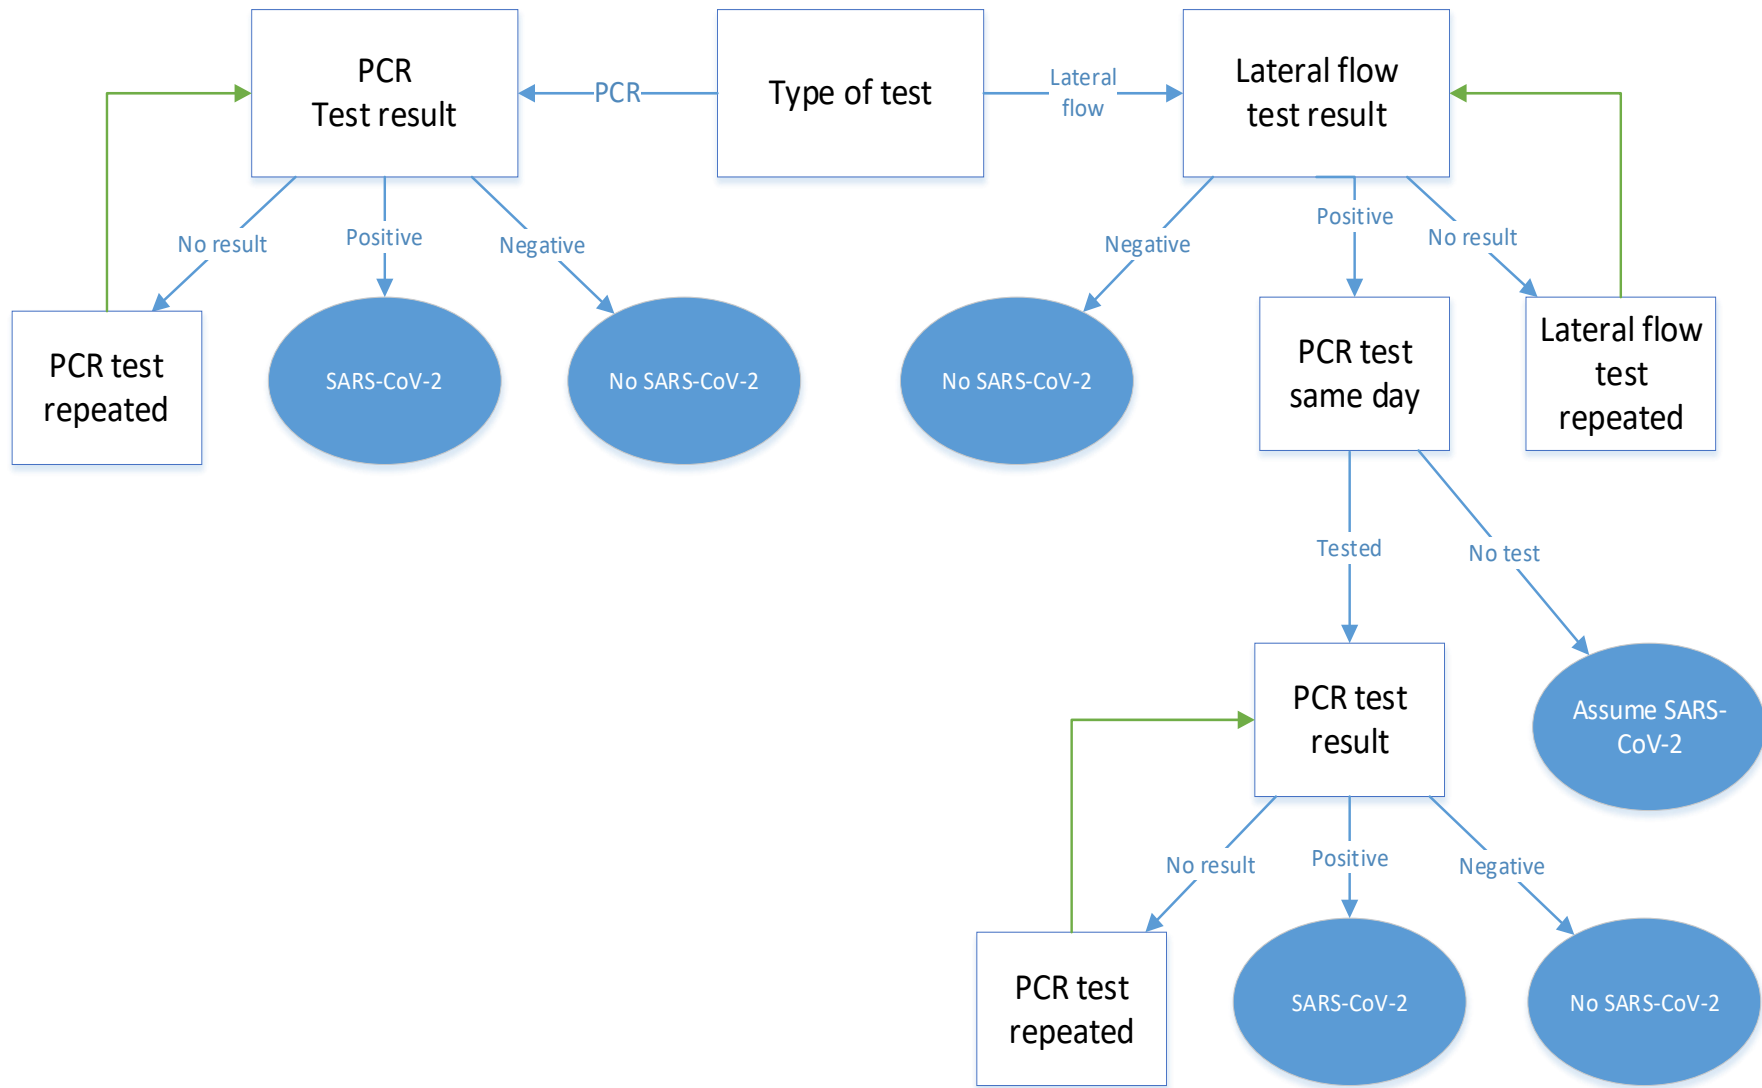 PCR
Test result
Type of test
Lateral flow
test result
PCR
Lateral
flow
No result
Positive
Negative
Negative
Positive
No result
PCR test
repeated
SARS-CoV-2
No SARS-CoV-2
No SARS-CoV-2
PCR test
same day
Lateral flow
test
repeated
Tested
No test
PCR test
result
Assume SARS-
CoV-2
No result
Positive
Negative
PCR test
repeated
SARS-CoV-2
No SARS-CoV-2